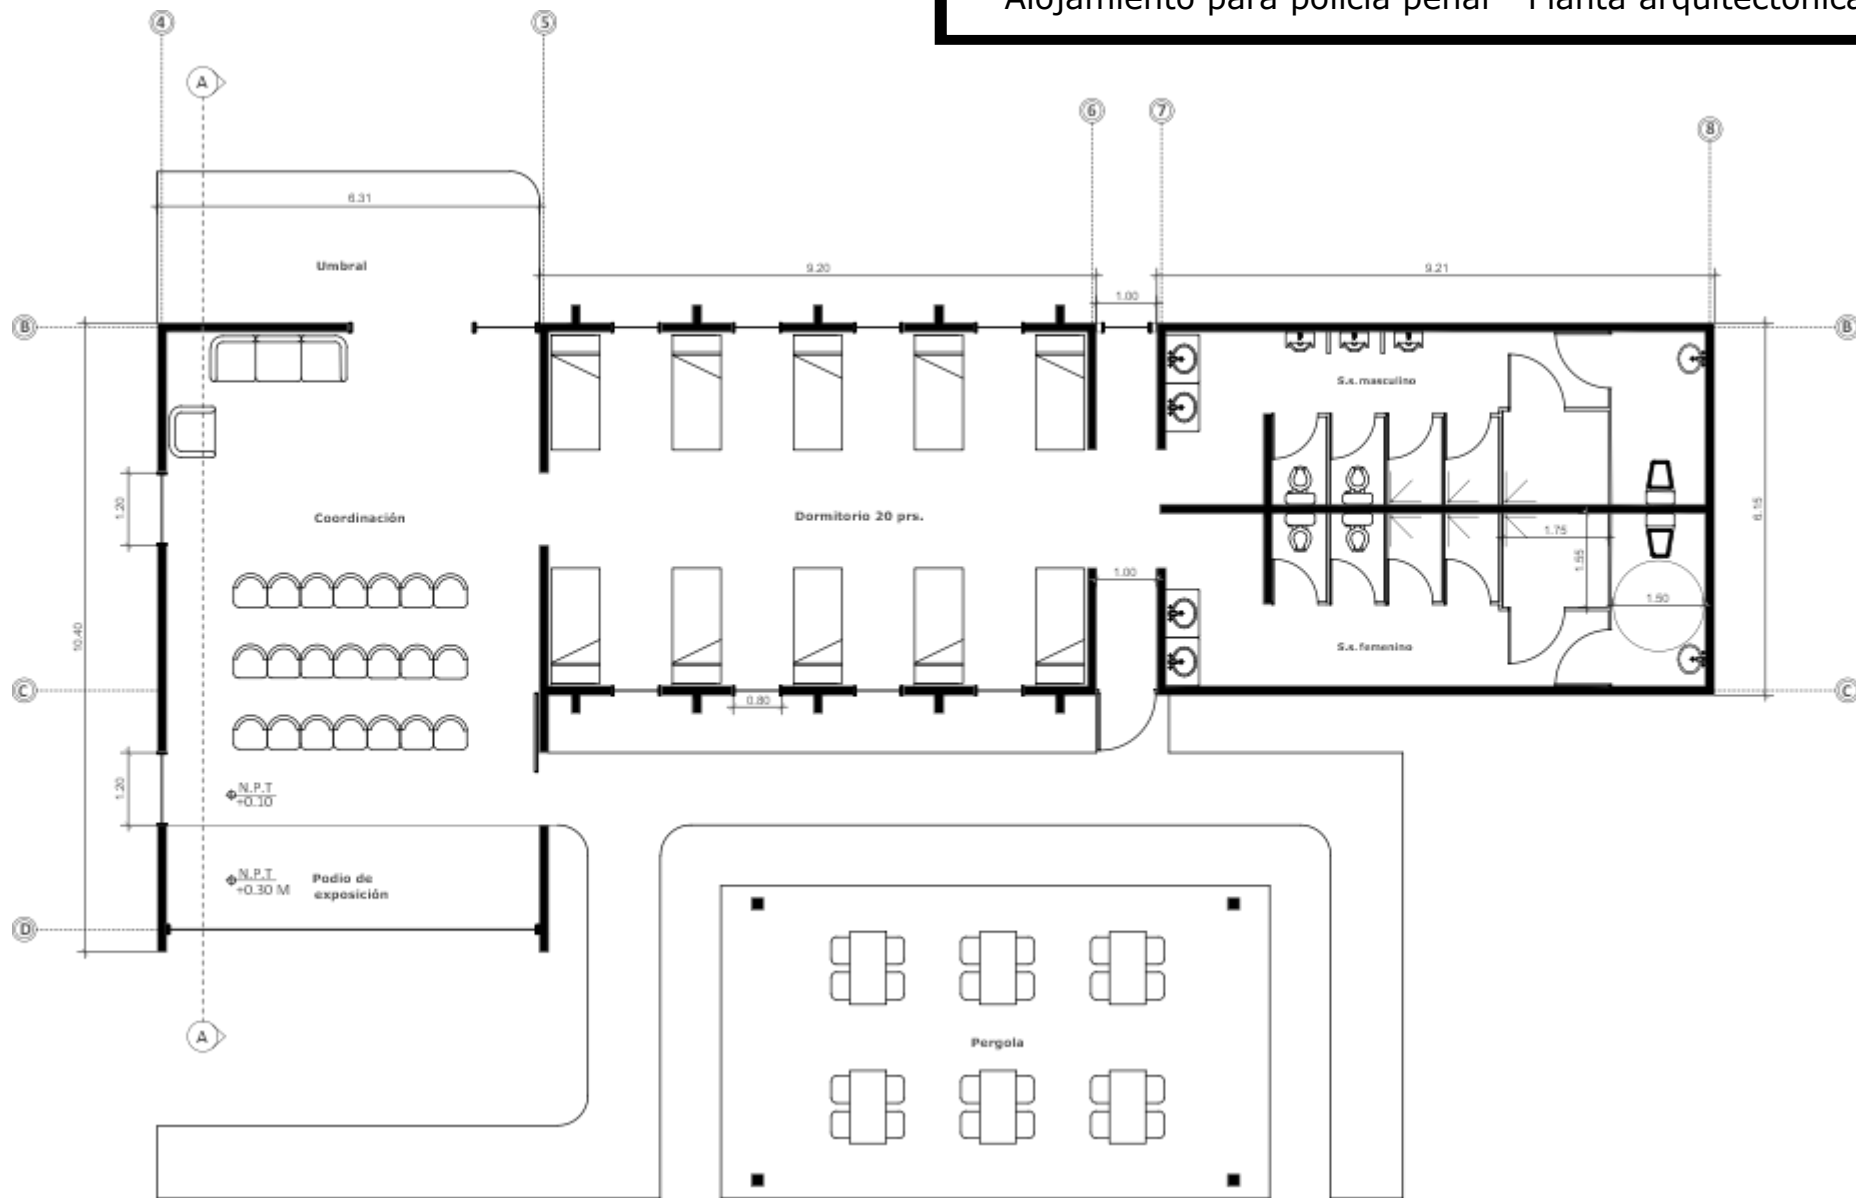 Alojamiento para policía penal - Planta arquitectónica
4
5
A
6
7
8
6.31
Umbral
9.20
9.21
1.00
B
B
S.s. masculino
1.20
Coordinación
Dormitorio 20 prs.
6.15
1.75
1.55
1.00
1.50
10.40
S.s. femenino
C
0.80
C
1.20
N.P.T
+0.10
N.P.T
+0.30 M
Podio de
exposición
D
A
Pergola